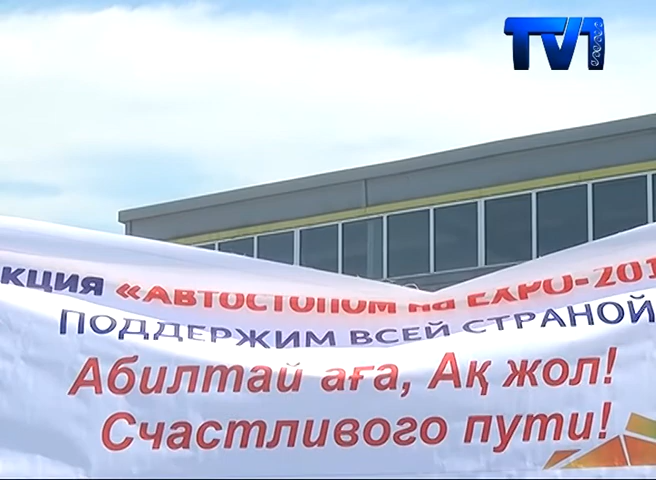 TV1
КЦИЯ «АВТОСТОПОМ на EXPO-201
ПОДДЕРЖИМ ВСЕЙ СТРАНОЙ
Абилтай аға, Ақ жол!
Счастливого пути!